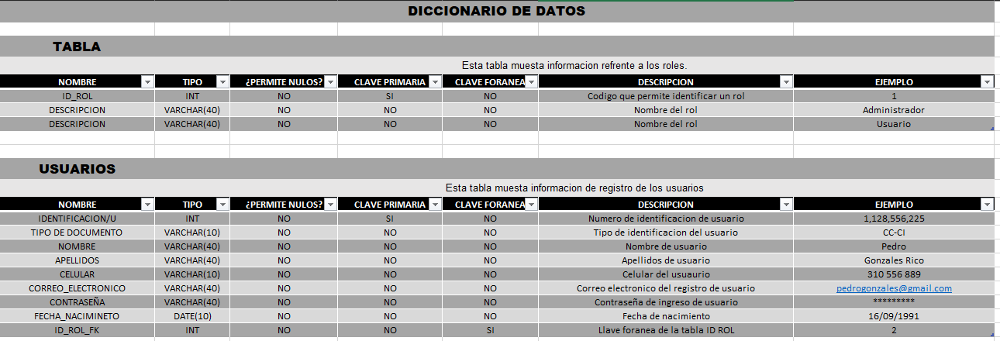 DICCIONARIO DE DATOS
TABLA
Esta tabla muesta informacion refrente a los roles.
NOMBRE TIPO ¿PERMITE NULOS? CLAVE PRIMARIA CLAVE FORANEA DESCRIPCION EJEMPLO
ID_ROL INT NO SI NO Codigo que permite identificar un rol 1
DESCRIPCION VARCHAR(40) NO NO NO Nombre del rol Administrador
DESCRIPCION VARCHAR(40) NO NO NO Nombre del rol Usuario
USUARIOS
Esta tabla muesta informacion de registro de los usuarios
NOMBRE TIPO ¿PERMITE NULOS? CLAVE PRIMARIA CLAVE FORANEA DESCRIPCION EJEMPLO
IDENTIFICACION/U INT NO SI NO Numero de identificacion de usuario 1,128,556,225
TIPO DE DOCUMENTO VARCHAR(10) NO NO NO Tipo de identificacion del usuario CC-CI
NOMBRE VARCHAR(40) NO NO NO Nombre de usuario Pedro
APELLIDOS VARCHAR(40) NO NO NO Apellidos de usuario Gonzales Rico
CELULAR VARCHAR(10) NO NO NO Celular del usuaurio 310 556 889
CORREO_ELECTRONICO VARCHAR(40) NO NO NO Correo electronico del registro de usuario pedrogonzales@gmail.com
CONTRASEÑA VARCHAR(40) NO NO NO Contraseña de ingreso de usuario *********
FECHA_NACIMINETO DATE(10) NO NO NO Fecha de nacimiento 16/09/1991
ID_ROL_FK INT NO NO SI Llave foranea de la tabla ID ROL 2